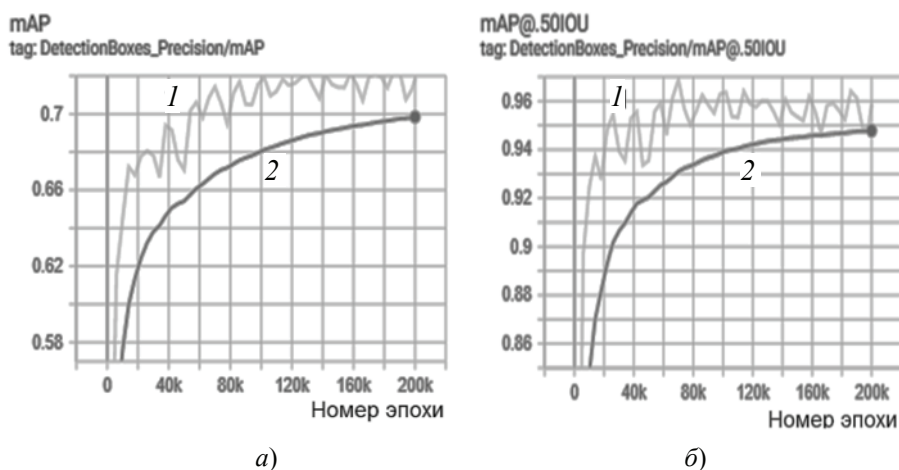 mAP
tag: DetectionBoxes_Precision/mAP
1
0.7
2
0.66
0.62
0.58
0 40k 80k 120k 160k 200k
Номер эпохи
а)
mAP@.50IOU
tag: DetectionBoxes_Precision/mAP@.50IOU
1
0.96
0.94
2
0.92
0.9
0.88
0.86
0 40k 80k 120k 160k 200k
Номер эпохи
б)